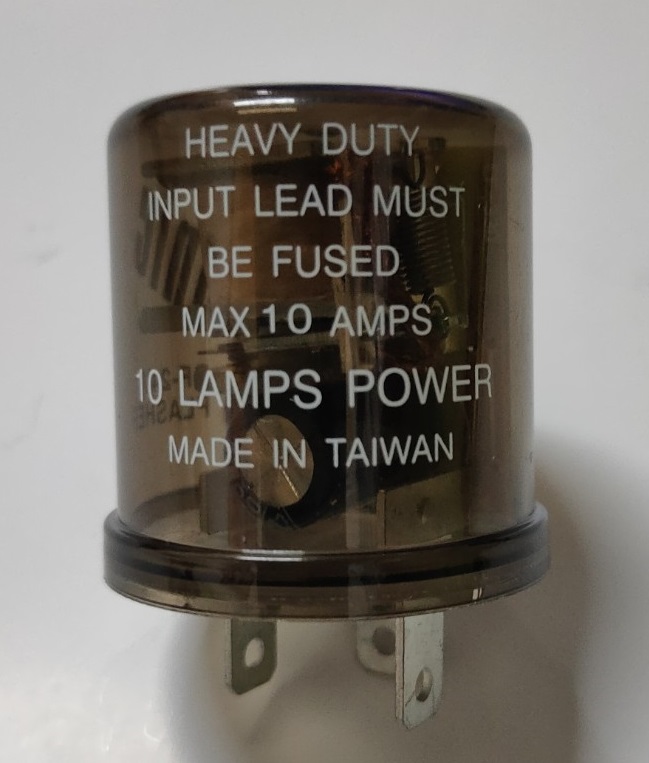 HEAVY DUTY
INPUT LEAD MUST
BE FUSED
MAX 10 AMPS
10 LAMPS POWER
MADE IN TAIWAN